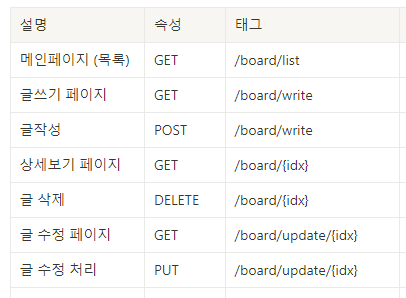 설명 속성 태그
메인페이지 (목록) GET /board/list
글쓰기 페이지 GET /board/write
글작성 POST /board/write
상세보기 페이지 GET /board/{idx}
글 삭제 DELETE /board/{idx}
글 수정 페이지 GET /board/update/{idx}
글 수정 처리 PUT /board/update/{idx}